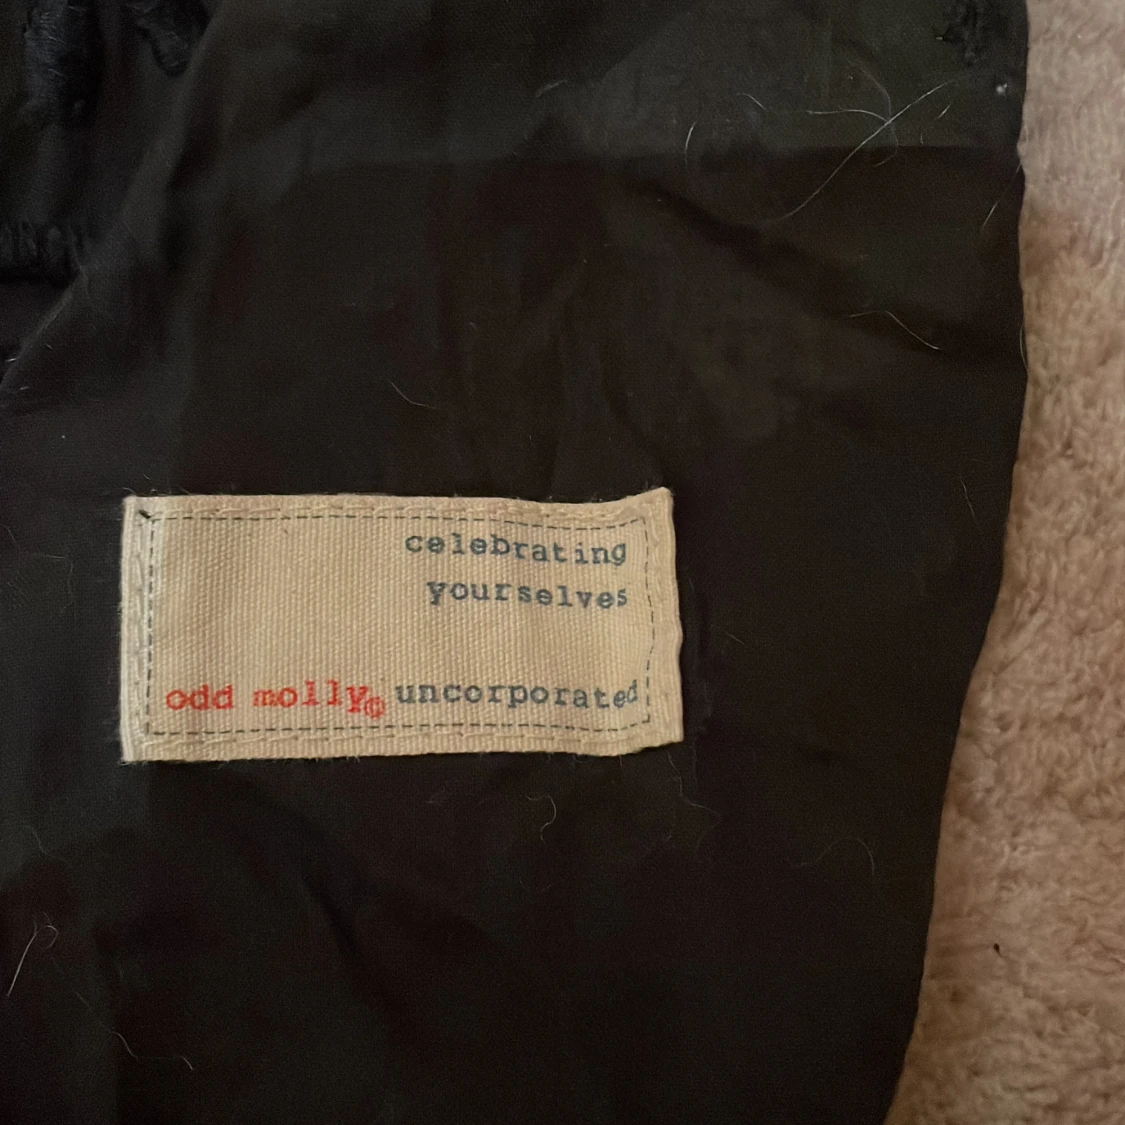 celebrating
yourselves
odd molly© uncorporated